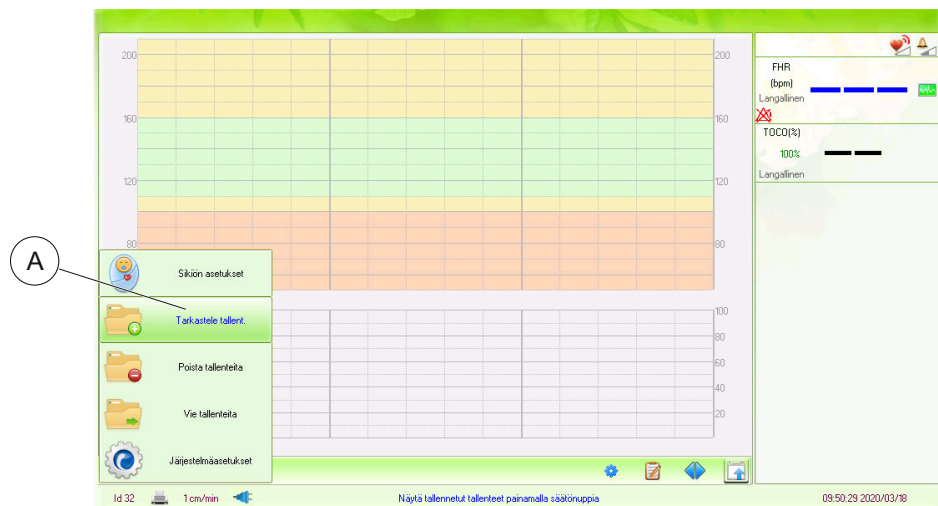 200
200
160
160
120
120
80
80
FHR
(bpm)
Langallinen
TOCO(%)
100%
Langallinen
A
Sikiön asetukset
Tarkastele tallent.
Poista tallenteita
Vie tallenteita
Järjestelmäasetukset
100
80
60
40
20
Id 32 1 cm/min Näytä tallennetut tallenteet painamalla säätönuppia 09:50:29 2020/03/18